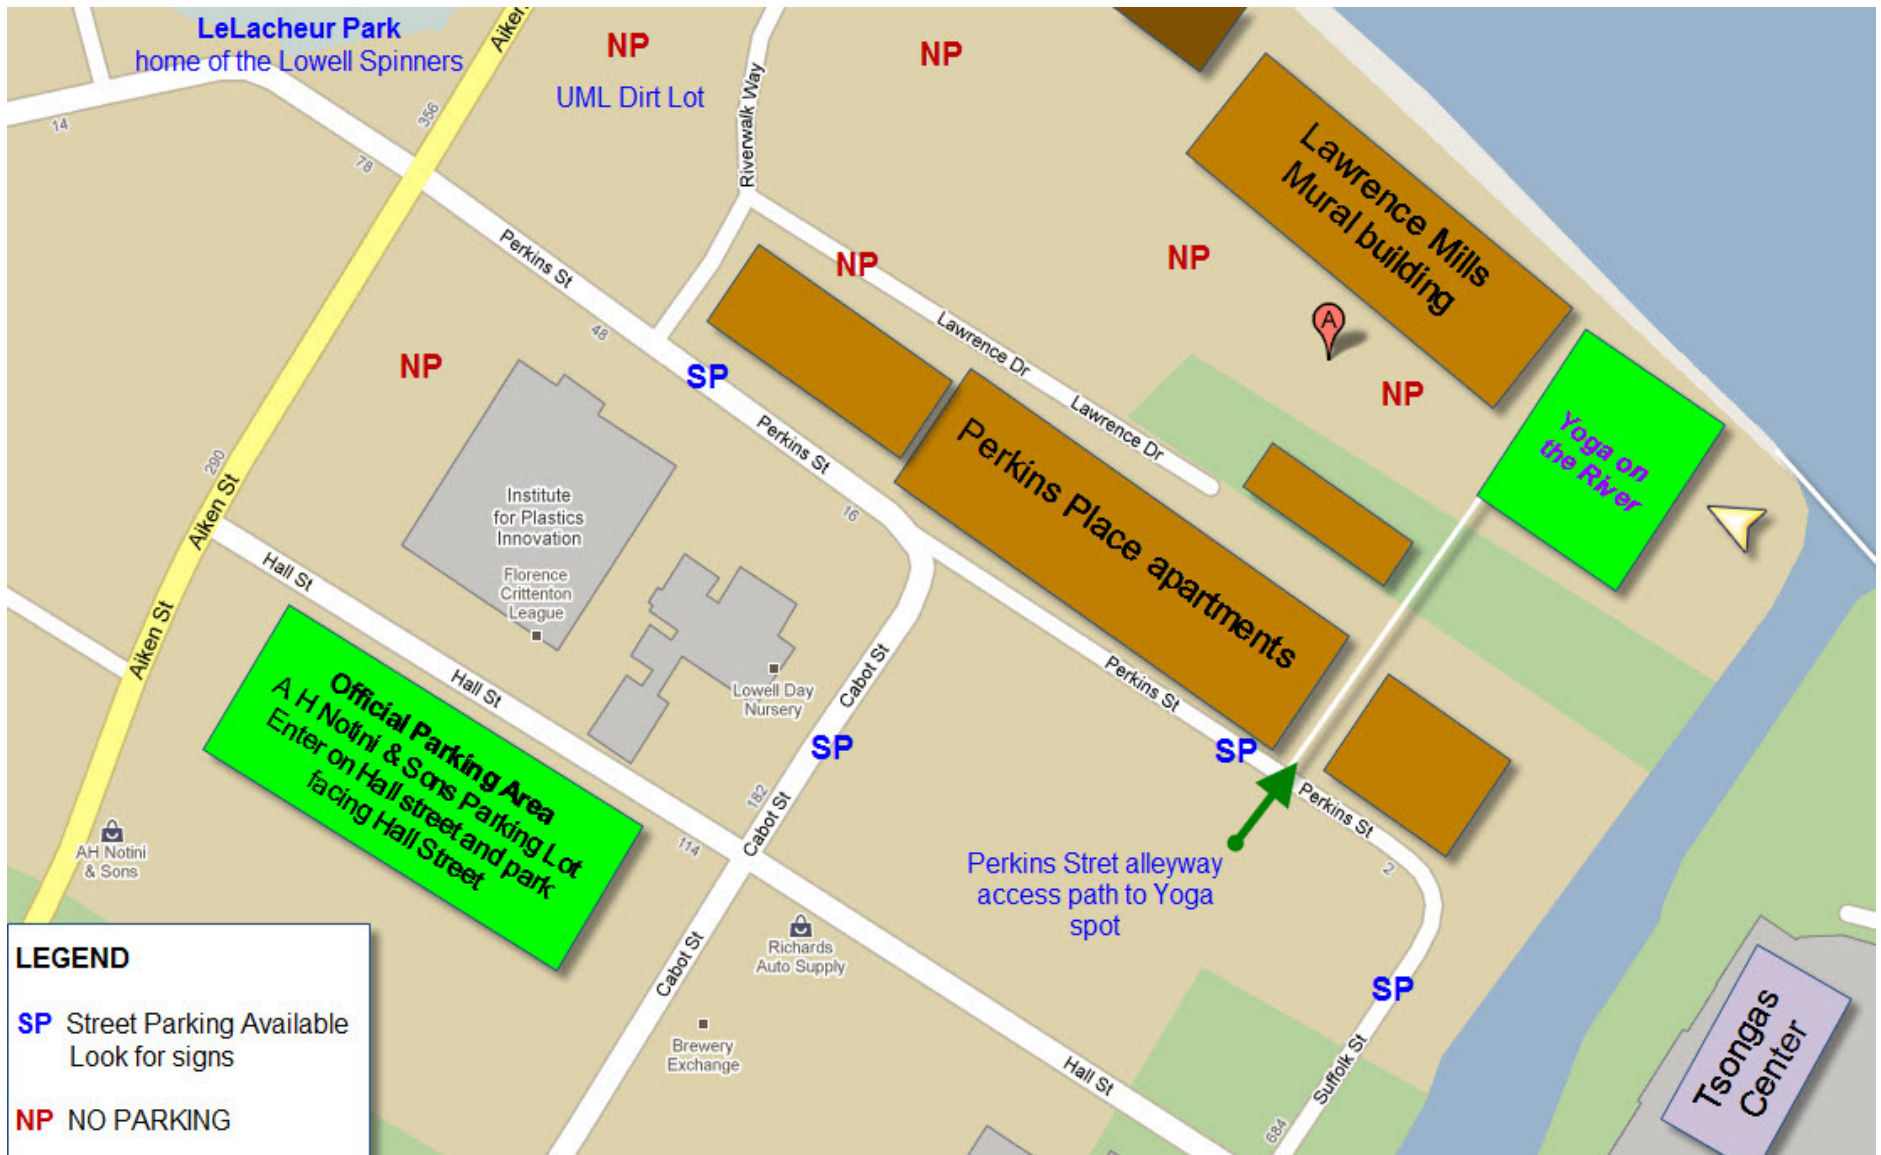 LeLacheur Park
home of the Lowell Spinners
Aiken
NP
UML Dirt Lot
NP
Riverwalk Way
14
356
78
Lawrence Mills
Mural building
Perkins St
NP
NP
A
48
Lawrence Dr
NP
SP
NP
Lawrence Dr
Perkins St
Yoga on
the River
290
Aiken St
16
Perkins Place apartments
Institute
for Plastics
Innovation
Florence
Crittenton
League
Hall St
Aiken St
Hall St
Lowell Day
Nursery
Cabot St
Perkins St
SP
SP
Official Parking Area
A H Notini & Sons Parking Lot
Enter on Hall street and park
facing Hall Street
182
Cabot St
114
Perkins St
2
AH Notini
& Sons
Perkins Stret alleyway
access path to Yoga
spot
Richards
Auto Supply
Cabot St
SP
Brewery
Exchange
Hall St
Suffolk St
684
Tsongas
Center
LEGEND
SP Street Parking Available
Look for signs
NP NO PARKING